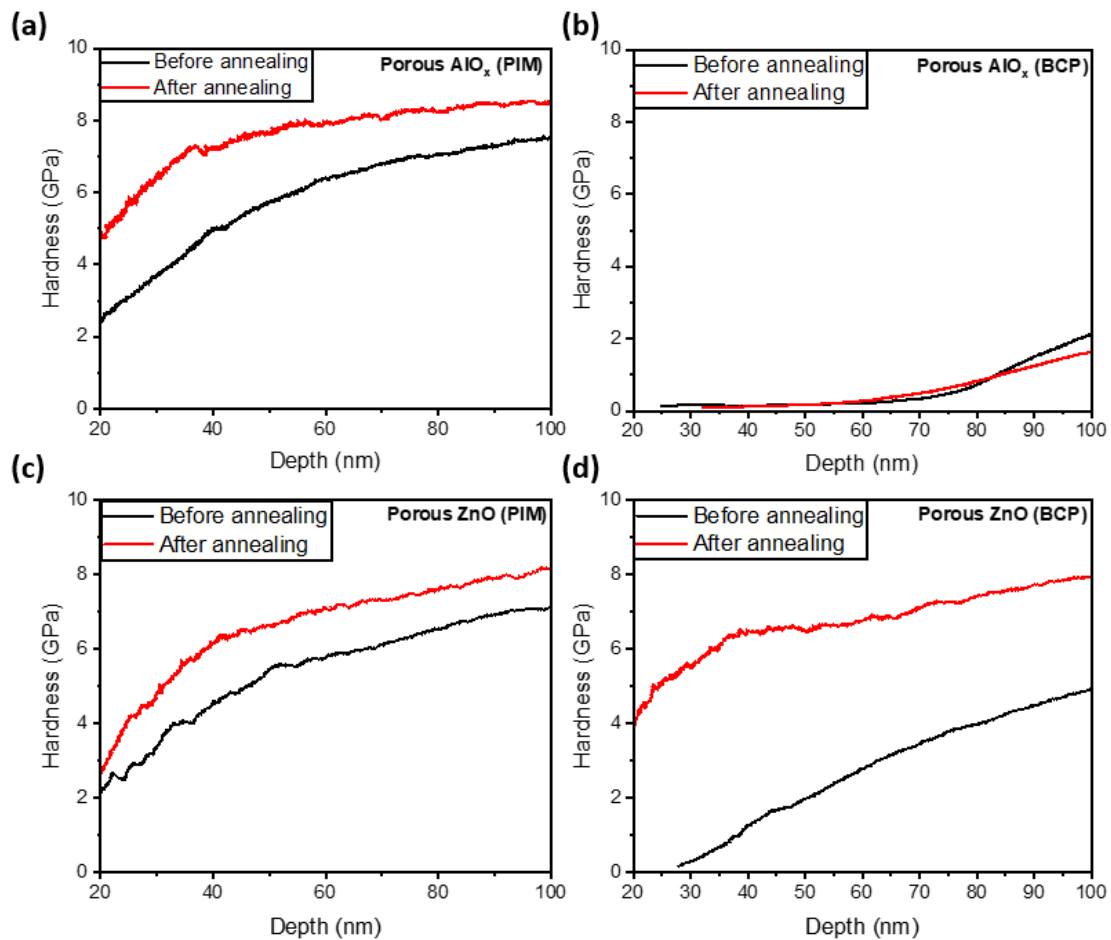 (a)
Before annealing
After annealing
Porous AlOx (PIM)
Hardness (GPa)
10
8
6
4
2
0
20 40 60 80 100
Depth (nm)
(b)
Before annealing
After annealing
Porous AlOx (BCP)
Hardness (GPa)
10
8
6
4
2
0
20 30 40 50 60 70 80 90 100
Depth (nm)
(c)
Before annealing
After annealing
Porous ZnO (PIM)
Hardness (GPa)
10
8
6
4
2
0
20 40 60 80 100
Depth (nm)
(d)
Before annealing
After annealing
Porous ZnO (BCP)
Hardness (GPa)
10
8
6
4
2
0
20 30 40 50 60 70 80 90 100
Depth (nm)